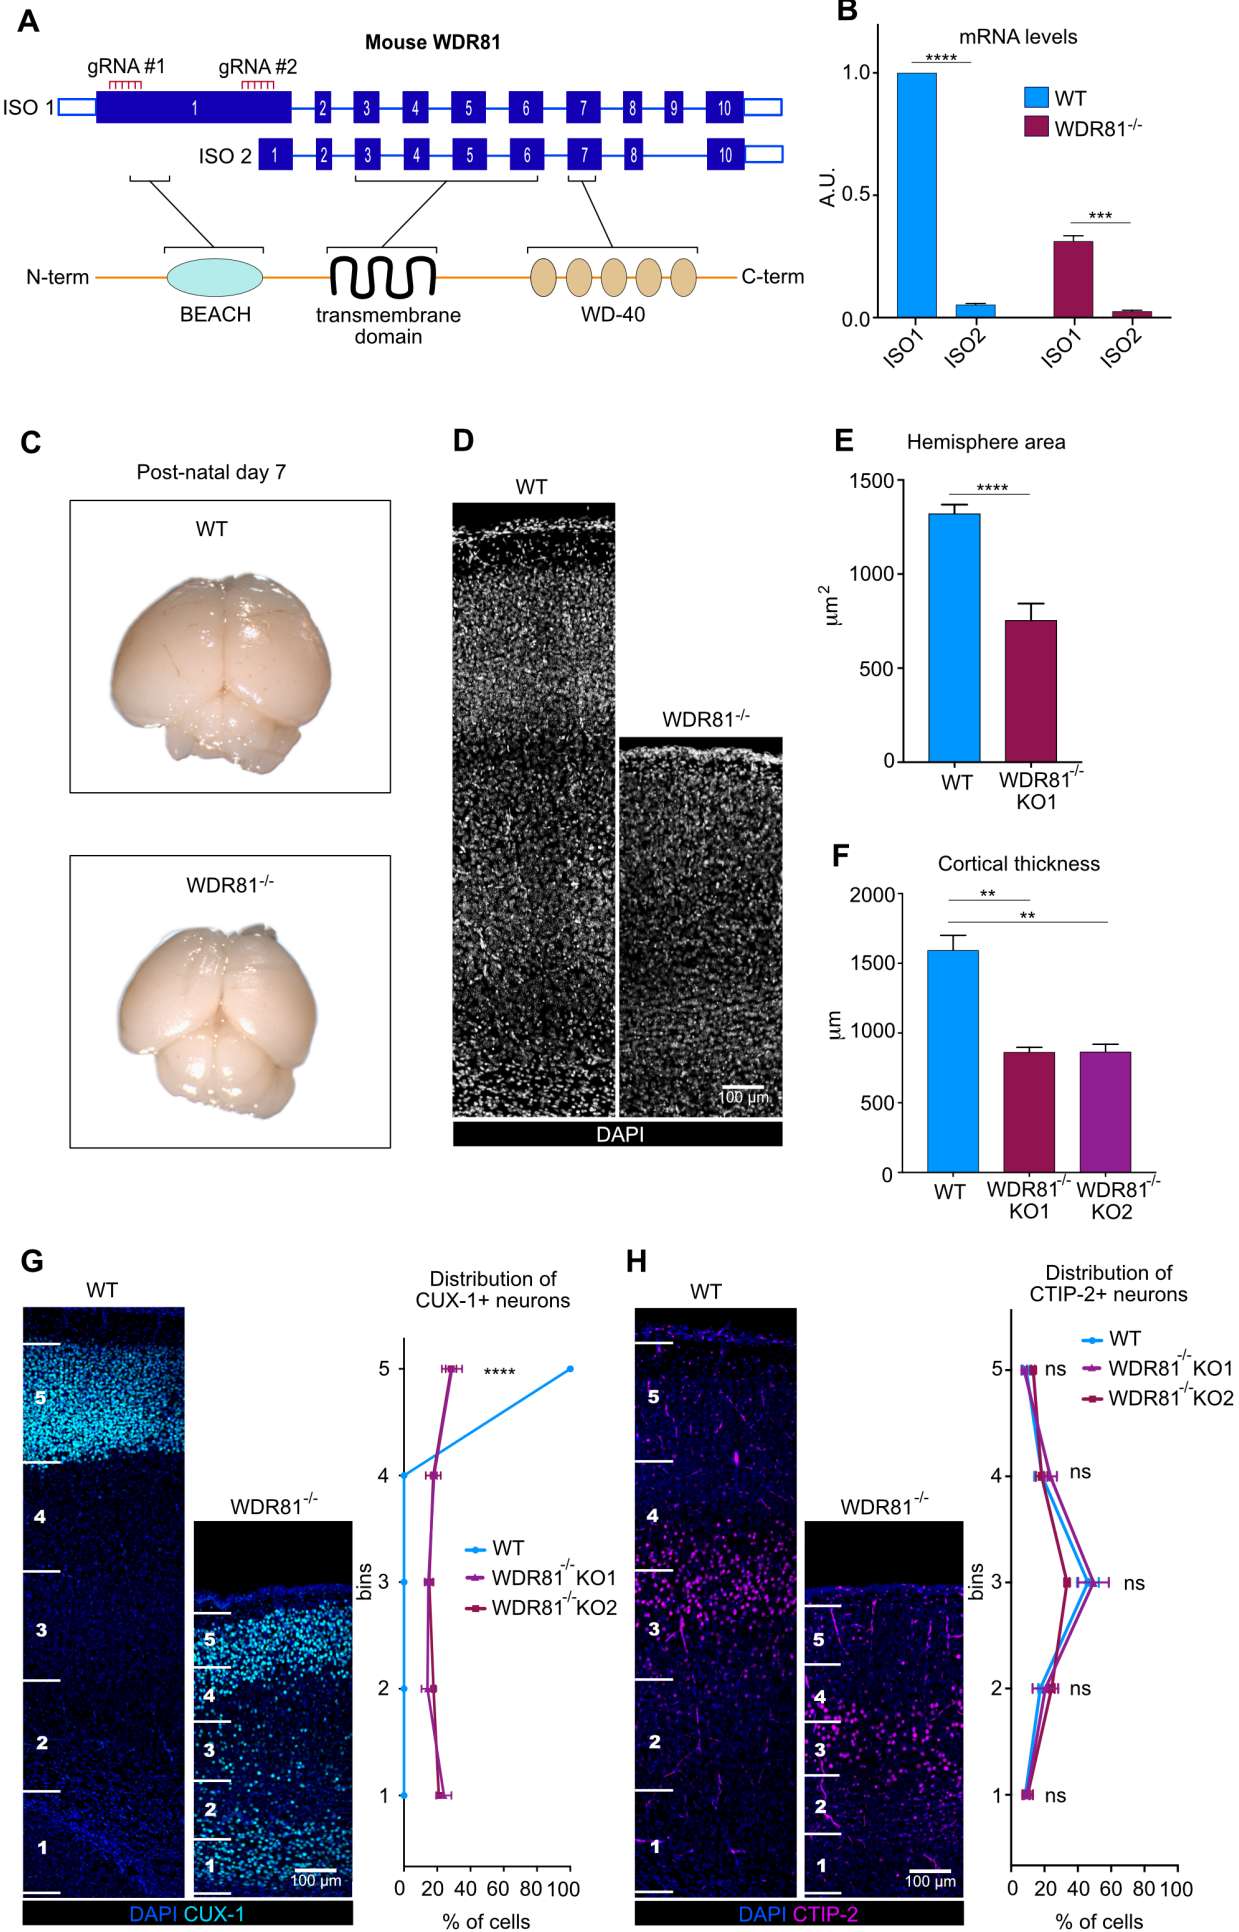 A
Mouse WDR81
gRNA #1
gRNA #2
ISO 1
1 2 3 4 5 6 7 8 9 10
ISO 2
1 2 3 4 5 6 7 8 10
N-term
C-term
BEACH
transmembrane
domain
WD-40
B
mRNA levels
****
WT
WDR81-/-
***
A.U.
1.0
0.5
0.0
ISO1
ISO2
ISO1
ISO2
C
Post-natal day 7
WT
WDR81-/-
D
WT
WDR81-/-
100 µm
DAPI
E
Hemisphere area
****
µm2
1500
1000
500
0
WT
WDR81-/-
KO1
F
Cortical thickness
**
**
µm
2000
1500
1000
500
0
WT
WDR81-/-
KO1
WDR81-/-
KO2
G
WT
5
4
3
2
1
WDR81-/-
5
4
3
2
1
100 µm
DAPI CUX-1
Distribution of
CUX-1+ neurons
****
WT
WDR81-/-KO1
WDR81-/-KO2
bins
5
4
3
2
1
0 20 40 60 80 100
% of cells
H
WT
5
4
3
2
1
WDR81-/-
5
4
3
2
1
100 µm
DAPI CTIP-2
Distribution of
CTIP-2+ neurons
WT
WDR81-/-KO1
WDR81-/-KO2
bins
5 ns
4 ns
3 ns
2 ns
1 ns
0 20 40 60 80 100
% of cells